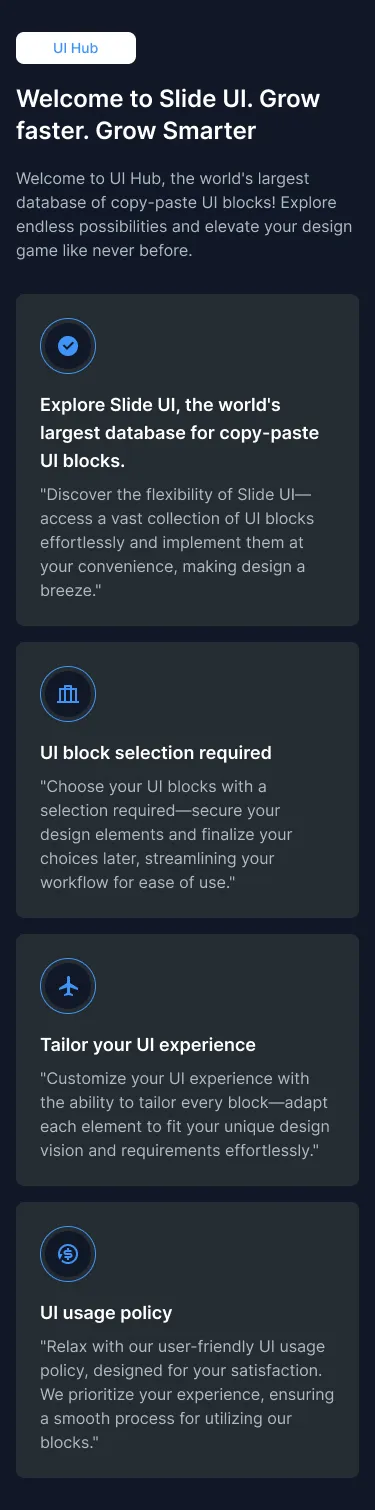 UI Hub
Welcome to Slide UI. Grow
faster. Grow Smarter
Welcome to UI Hub, the world's largest
database of copy-paste UI blocks! Explore
endless possibilities and elevate your design
game like never before.
Explore Slide UI, the world's
largest database for copy-paste
UI blocks.
"Discover the flexibility of Slide UI—
access a vast collection of UI blocks
effortlessly and implement them at
your convenience, making design a
breeze."
UI block selection required
"Choose your UI blocks with a
selection required—secure your
design elements and finalize your
choices later, streamlining your
workflow for ease of use."
Tailor your UI experience
"Customize your UI experience with
the ability to tailor every block—adapt
each element to fit your unique design
vision and requirements effortlessly."
UI usage policy
"Relax with our user-friendly UI usage
policy, designed for your satisfaction.
We prioritize your experience, ensuring
a smooth process for utilizing our
blocks."